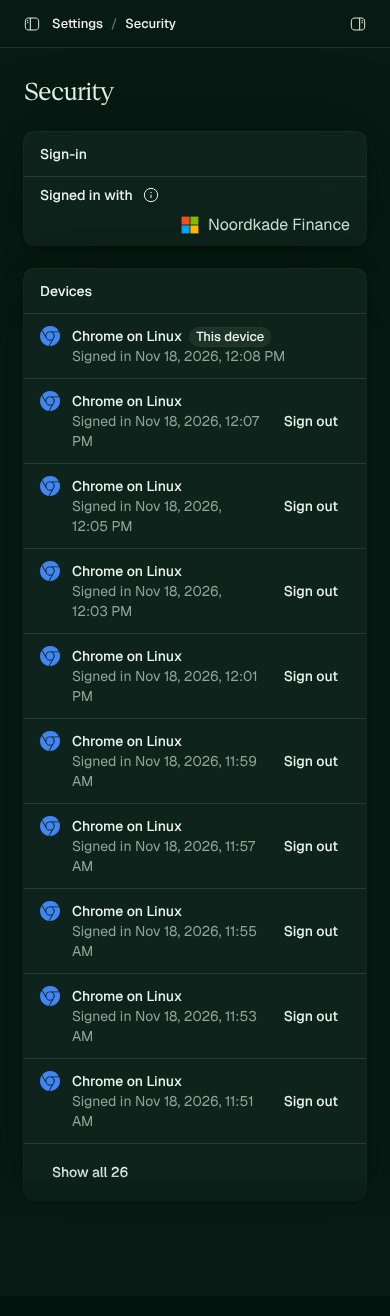 Settings / Security
Security
Sign-in
Signed in with
Noordkade Finance
Devices
Chrome on Linux This device
Signed in Nov 18, 2026, 12:08 PM
Chrome on Linux
Signed in Nov 18, 2026, 12:07
PM
Sign out
Chrome on Linux
Signed in Nov 18, 2026,
12:05 PM
Sign out
Chrome on Linux
Signed in Nov 18, 2026,
12:03 PM
Sign out
Chrome on Linux
Signed in Nov 18, 2026, 12:01
PM
Sign out
Chrome on Linux
Signed in Nov 18, 2026, 11:59
AM
Sign out
Chrome on Linux
Signed in Nov 18, 2026, 11:57
AM
Sign out
Chrome on Linux
Signed in Nov 18, 2026, 11:55
AM
Sign out
Chrome on Linux
Signed in Nov 18, 2026, 11:53
AM
Sign out
Chrome on Linux
Signed in Nov 18, 2026, 11:51
AM
Sign out
Show all 26